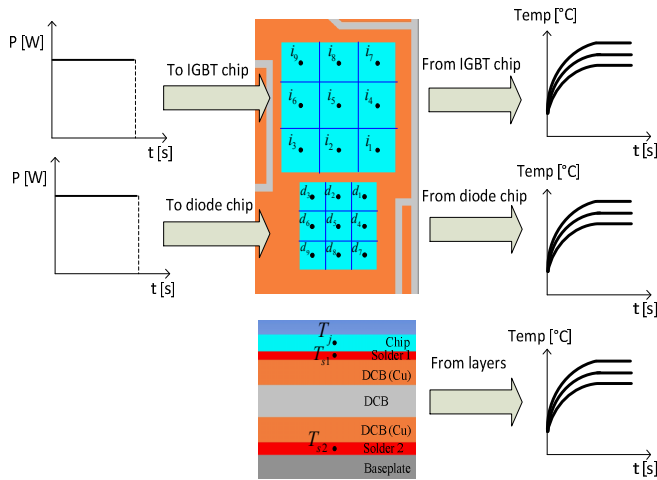 P [W]
t [s]
To IGBT chip
i9 i8 i7
i6 i5 i4
i3 i2 i1
From IGBT chip
Temp [°C]
t [s]
P [W]
t [s]
To diode chip
d3 d2 d1
d6 d5 d4
d9 d8 d7
From diode chip
Temp [°C]
t [s]
Tj
Chip
Ts1
Solder 1
DCB (Cu)
DCB
DCB (Cu)
Ts2
Solder 2
Baseplate
From layers
Temp [°C]
t [s]